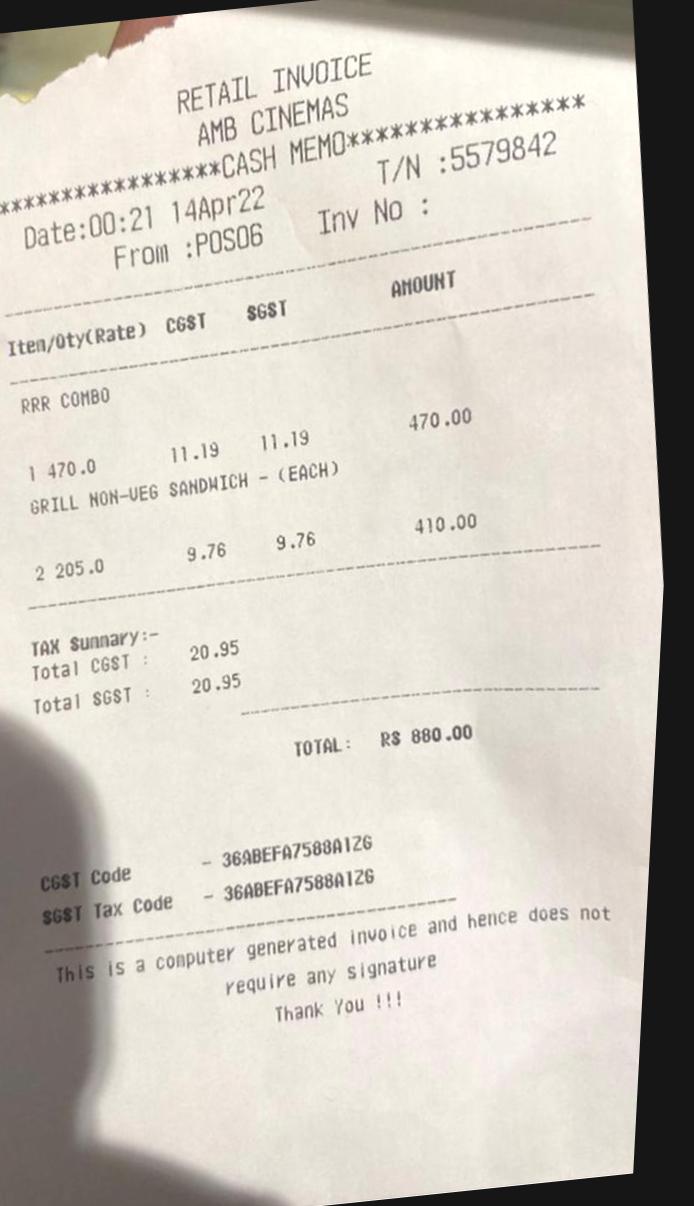 RETAIL INVOICE
AMB CINEMAS
*****************CASH MEMO*****************
Date:00:21 14Apr22 T/N :5579842
From :POS06 Inv No :
Item/Qty(Rate) CGST SGST AMOUNT
RRR COMBO
1 470.0 11.19 11.19 470.00
GRILL NON-VEG SANDWICH - (EACH)
2 205.0 9.76 9.76 410.00
TAX Summary:-
Total CGST : 20.95
Total SGST : 20.95
TOTAL: RS 880.00
CGST Code - 36ABEFA7588A1ZG
SGST Tax Code - 36ABEFA7588A1ZG
This is a computer generated invoice and hence does not
require any signature
Thank You !!!